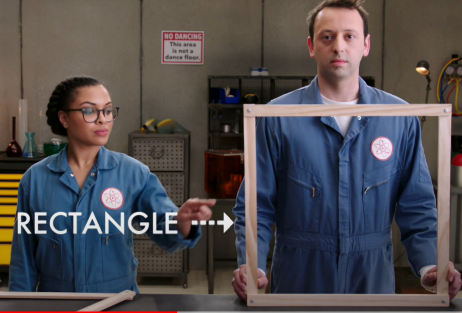 NO DANCING
This area
is not a
dance floor.
RECTANGLE